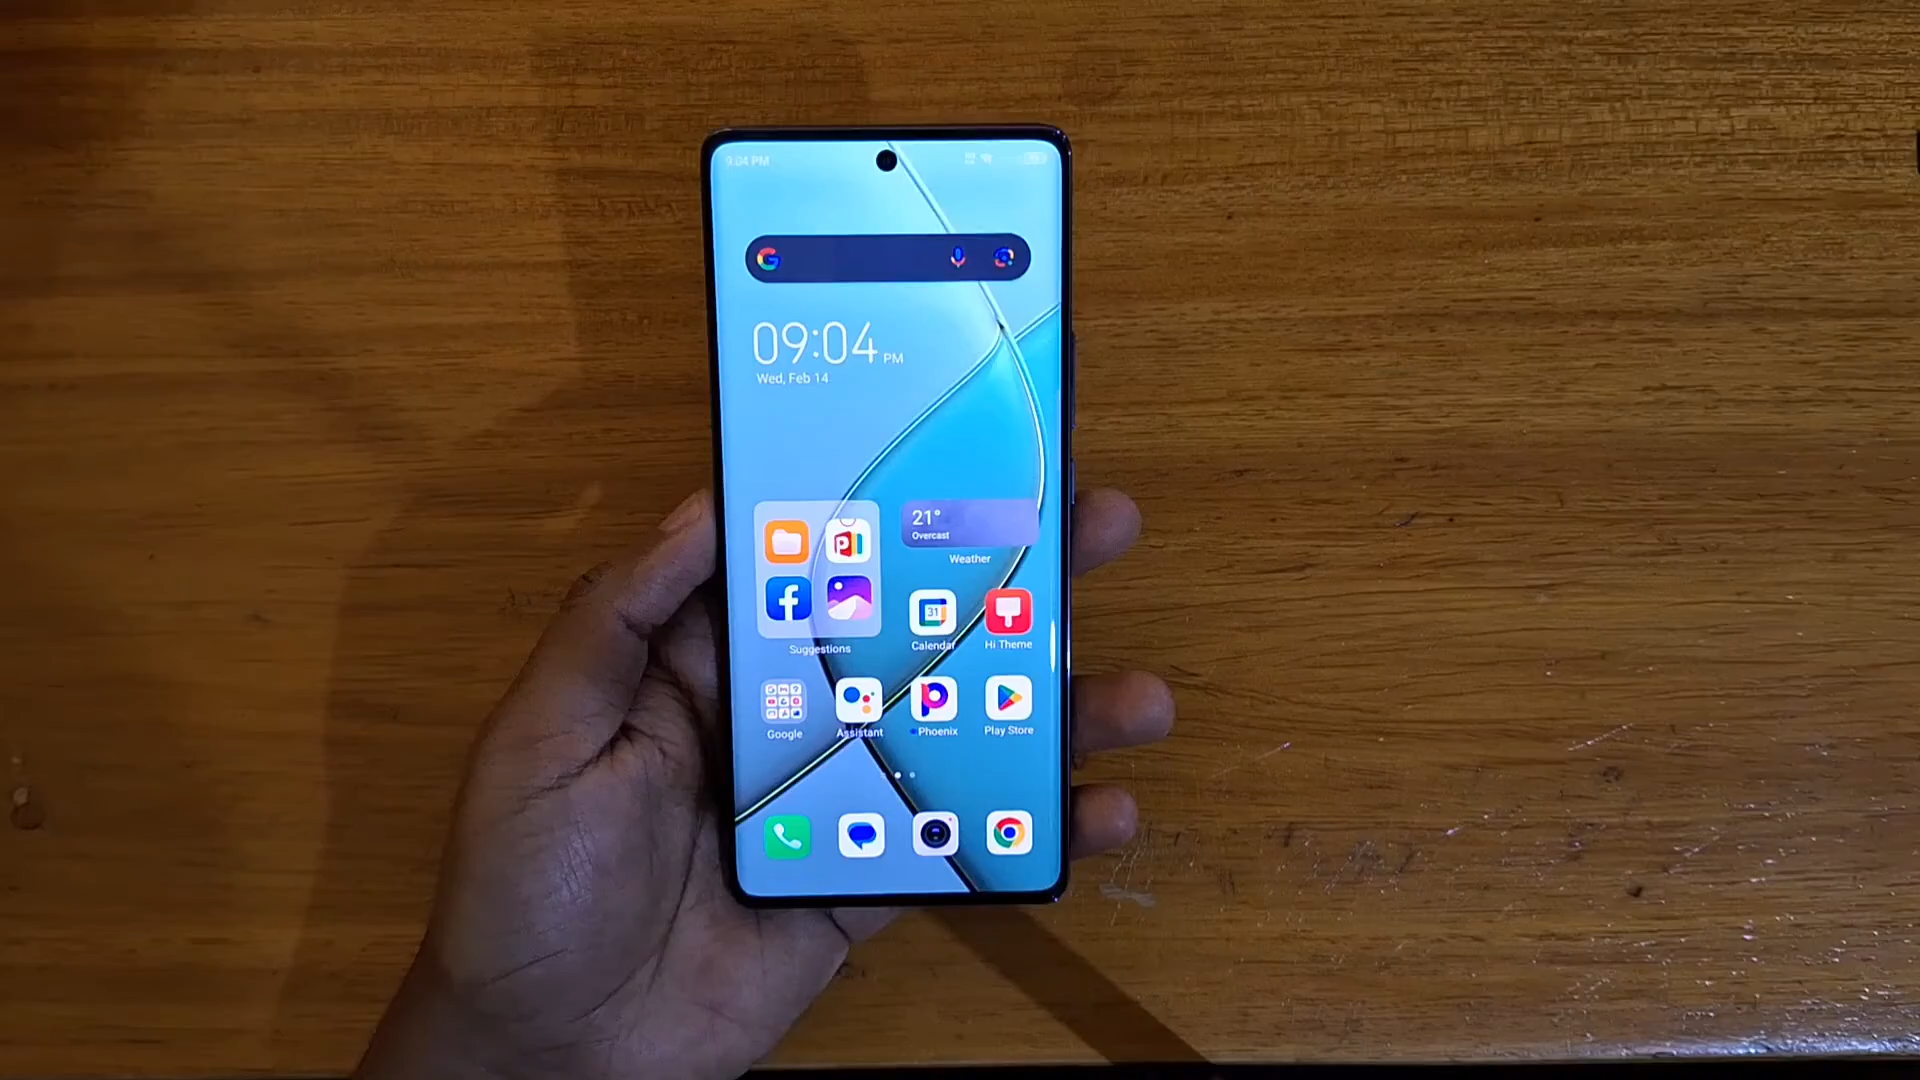 9:04 PM
09:04 PM
Wed, Feb 14
21°
Overcast
Weather
31
Calendar
Hi Theme
Suggestions
Google
Assistant
Phoenix
Play Store